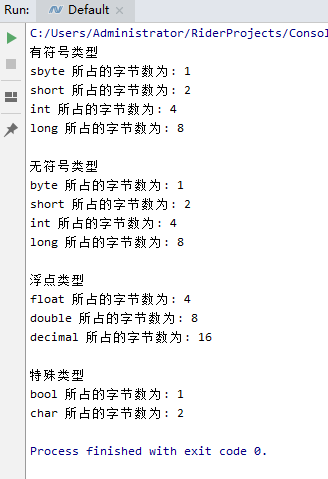 Run: Default ×
C:/Users/Administrator/RiderProjects/Consol
有符号类型
sbyte 所占的字节数为: 1
short 所占的字节数为: 2
int 所占的字节数为: 4
long 所占的字节数为: 8
无符号类型
byte 所占的字节数为: 1
short 所占的字节数为: 2
int 所占的字节数为: 4
long 所占的字节数为: 8
浮点类型
float 所占的字节数为: 4
double 所占的字节数为: 8
decimal 所占的字节数为: 16
特殊类型
bool 所占的字节数为: 1
char 所占的字节数为: 2
Process finished with exit code 0.